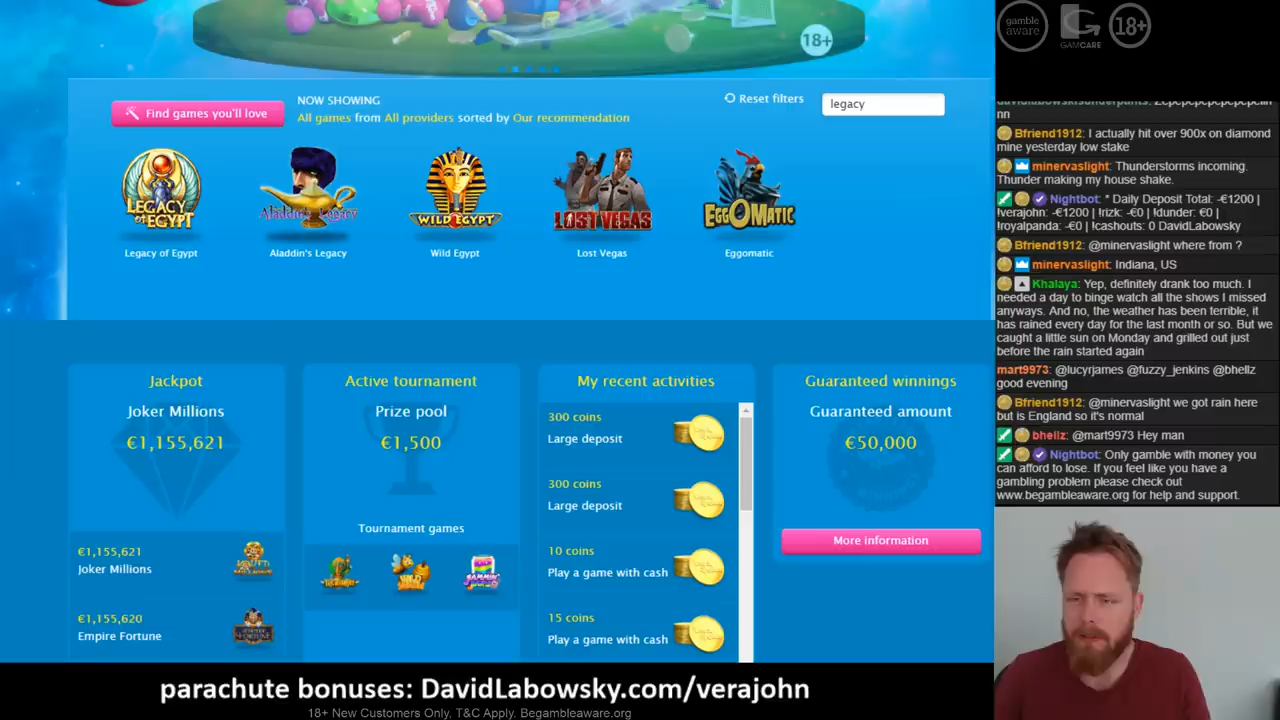 18+
Find games you'll love
NOW SHOWING
All games from All providers sorted by Our recommendation
Reset filters
legacy
LEGACY
of EGYPT
Aladdin's Legacy
WILD EGYPT
LOST VEGAS
EGGOMATIC
Legacy of Egypt
Aladdin's Legacy
Wild Egypt
Lost Vegas
Eggomatic
Jackpot
Joker Millions
€1,155,621
€1,155,621
Joker Millions
€1,155,620
Empire Fortune
Active tournament
Prize pool
€1,500
Tournament games
My recent activities
300 coins
Large deposit
300 coins
Large deposit
10 coins
Play a game with cash
15 coins
Play a game with cash
Guaranteed winnings
Guaranteed amount
€50,000
More information
gamble
aware
GAMCARE
18+
nn
Bfriend1912: I actually hit over 900x on diamond
mine yesterday low stake
minervaslight: Thunderstorms incoming.
Thunder making my house shake.
Nightbot: * Daily Deposit Total: -€1200 |
!verajohn: -€1200 | !rizk: -€0 | !dunder: €0 |
!royalpanda: -€0 | !cashouts: 0 DavidLabowsky
Bfriend1912: @minervaslight where from ?
minervaslight: Indiana, US
Khalaya: Yep, definitely drank too much. I
needed a day to binge watch all the shows I missed
anyways. And no, the weather has been terrible, it
has rained every day for the last month or so. But we
caught a little sun on Monday and grilled out just
before the rain started again
mart9973: @lucyrjames @fuzzy_jenkins @bhellz
good evening
Bfriend1912: @minervaslight we got rain here
but is England so it's normal
bhellz: @mart9973 Hey man
Nightbot: Only gamble with money you
can afford to lose. If you feel like you have a
gambling problem please check out
www.begambleaware.org for help and support.
parachute bonuses: DavidLabowsky.com/verajohn
18+ New Customers Only, T&C Apply. Begambleaware.org